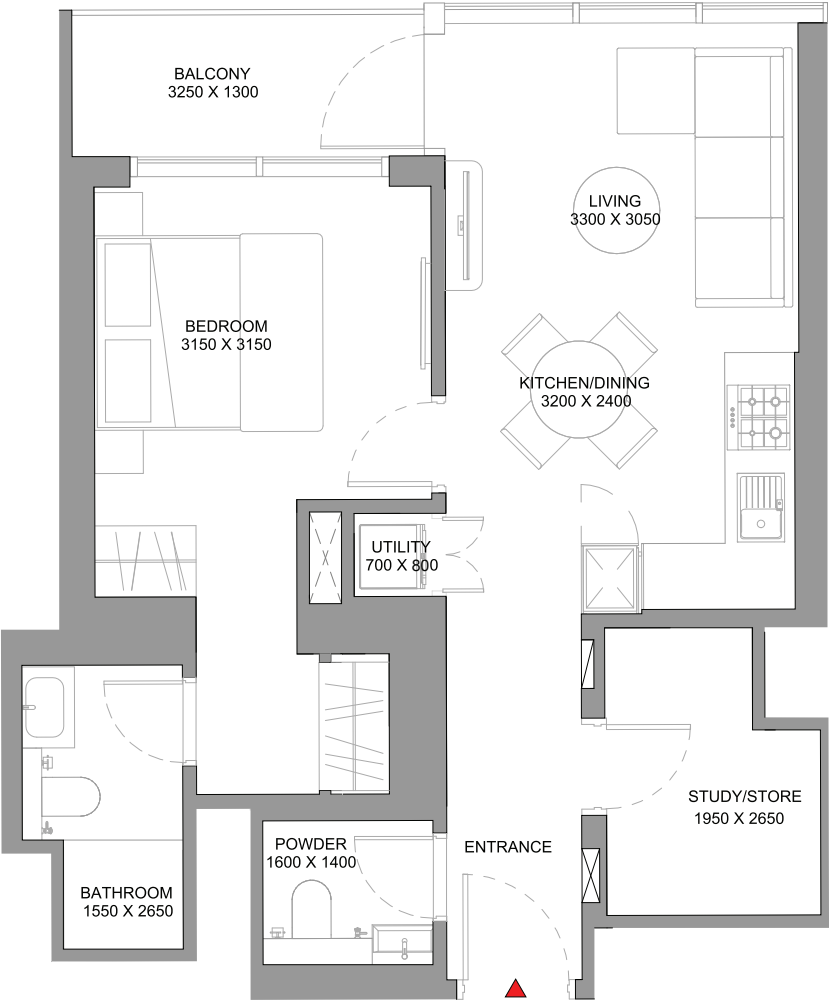 BALCONY
3250 X 1300
LIVING
3300 X 3050
BEDROOM
3150 X 3150
KITCHEN/DINING
3200 X 2400
UTILITY
700 X 800
STUDY/STORE
1950 X 2650
POWDER
1600 X 1400
ENTRANCE
BATHROOM
1550 X 2650